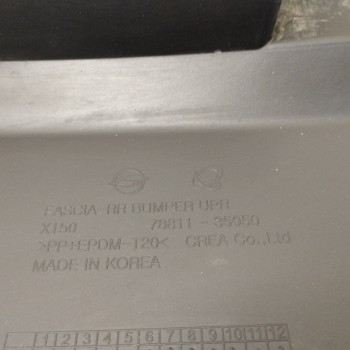 FASCIA-RR BUMPER UPR
X150 78811-35050
>PP+EPDM-T20< CREA Co.,Ltd
MADE IN KOREA
1 2 3 4 5 6 7 8 9 10 11 12